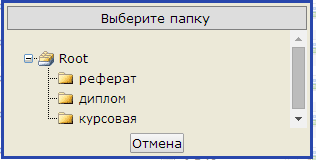 Выберите папку
Root
реферат
диплом
курсовая
Отмена